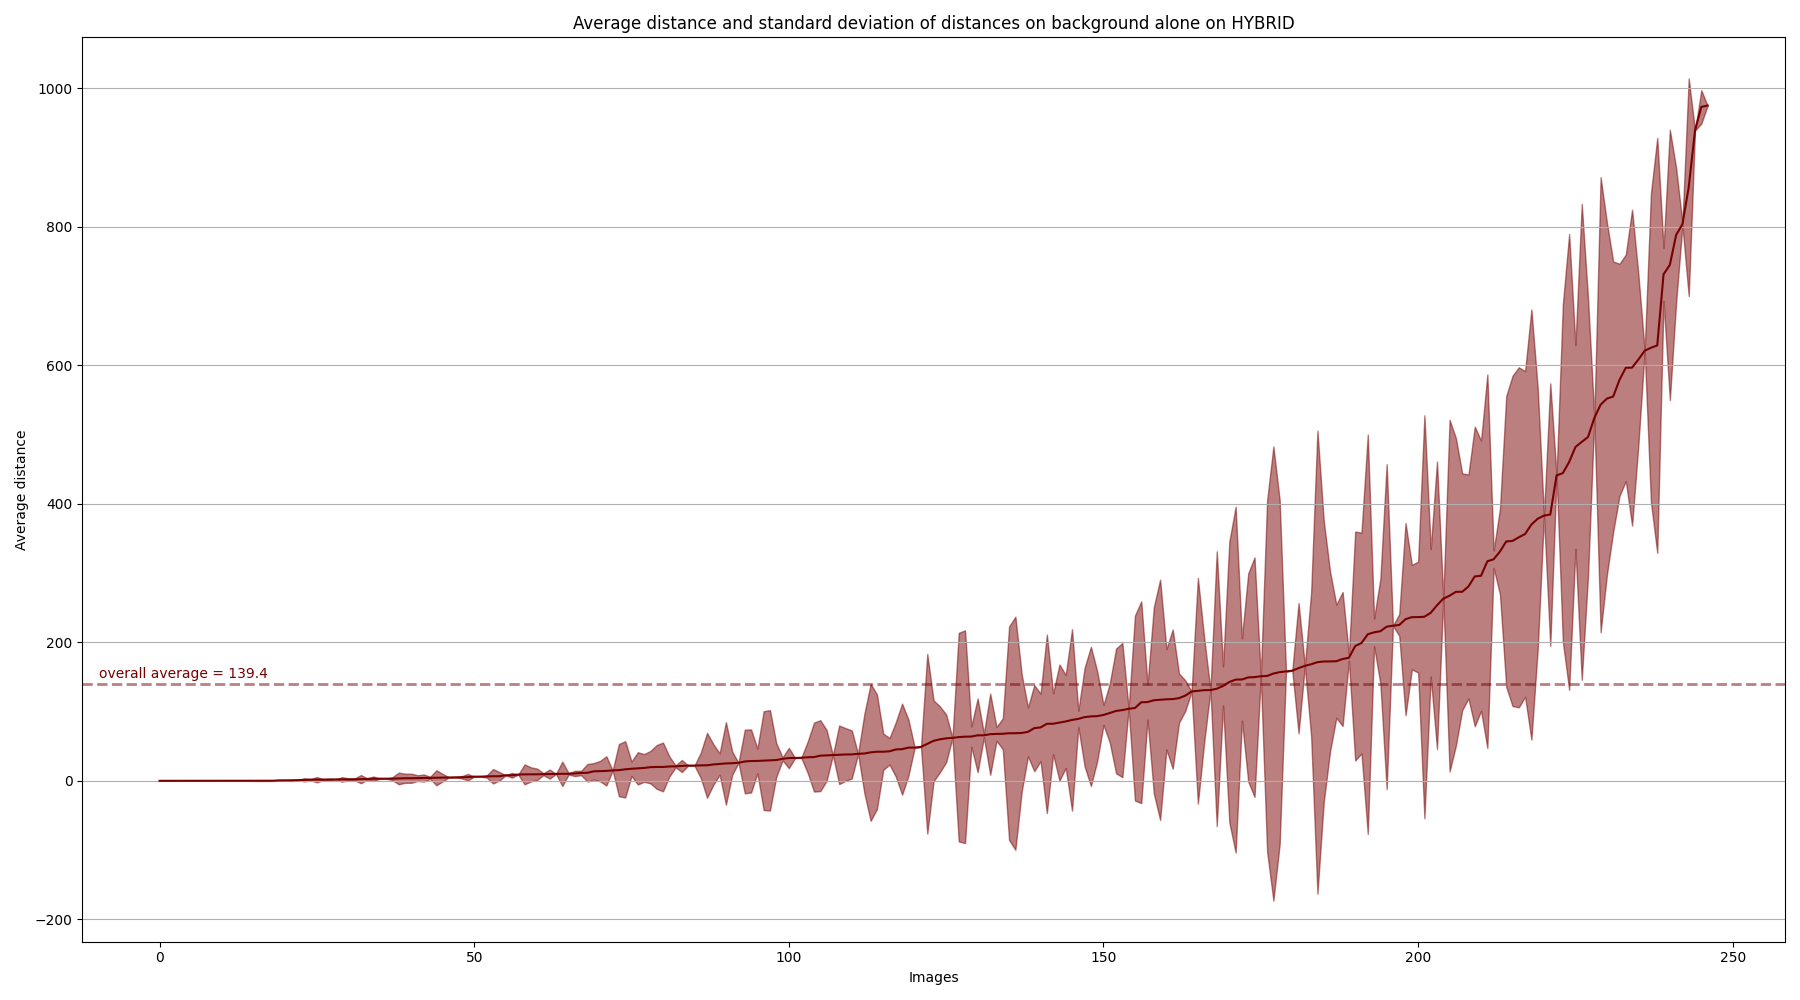 Average distance and standard deviation of distances on background alone on HYBRID
1000
800
600
400
200
0
−200
Average distance
overall average = 139.4
0 50 100 150 200 250
Images